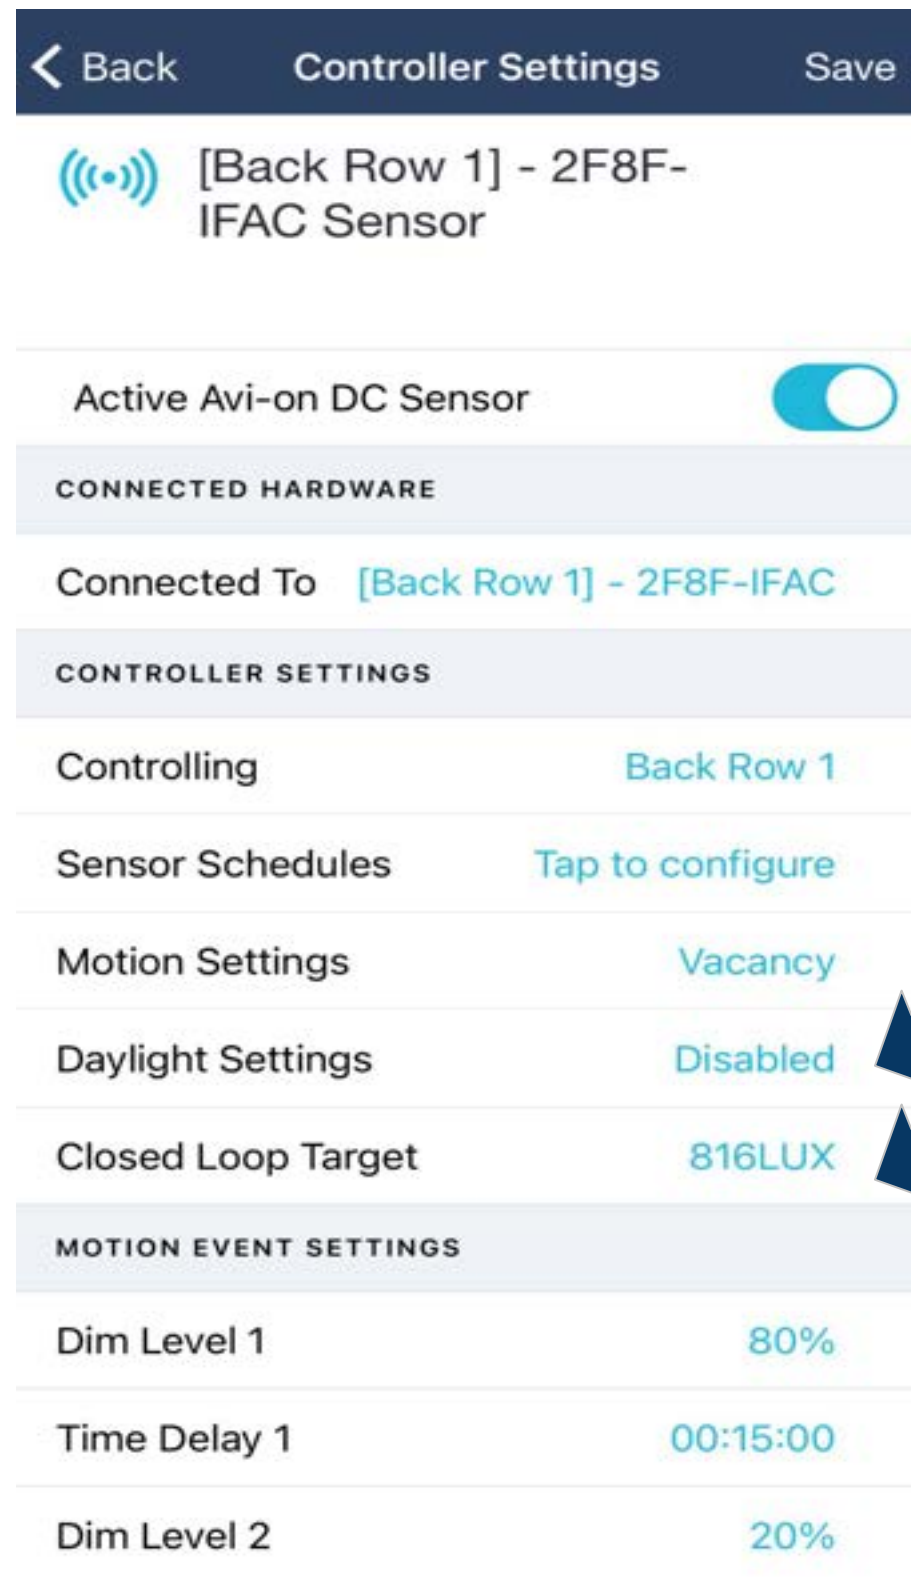 Back Controller Settings Save
[Back Row 1] - 2F8F-
IFAC Sensor
Active Avi-on DC Sensor
CONNECTED HARDWARE
Connected To [Back Row 1] - 2F8F-IFAC
CONTROLLER SETTINGS
Controlling Back Row 1
Sensor Schedules Tap to configure
Motion Settings Vacancy
Daylight Settings Disabled
Closed Loop Target 816LUX
MOTION EVENT SETTINGS
Dim Level 1 80%
Time Delay 1 00:15:00
Dim Level 2 20%